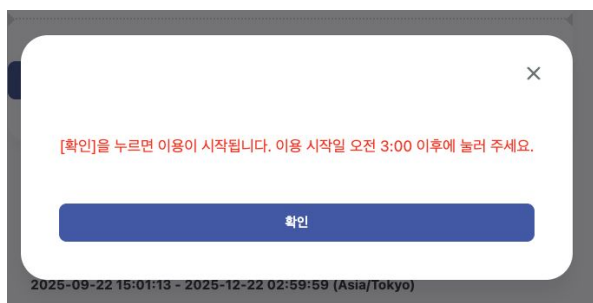 [확인]을 누르면 이용이 시작됩니다. 이용 시작일 오전 3:00 이후에 눌러 주세요.
확인
2025-09-22 15:01:13 - 2025-12-22 02:59:59 (Asia/Tokyo)